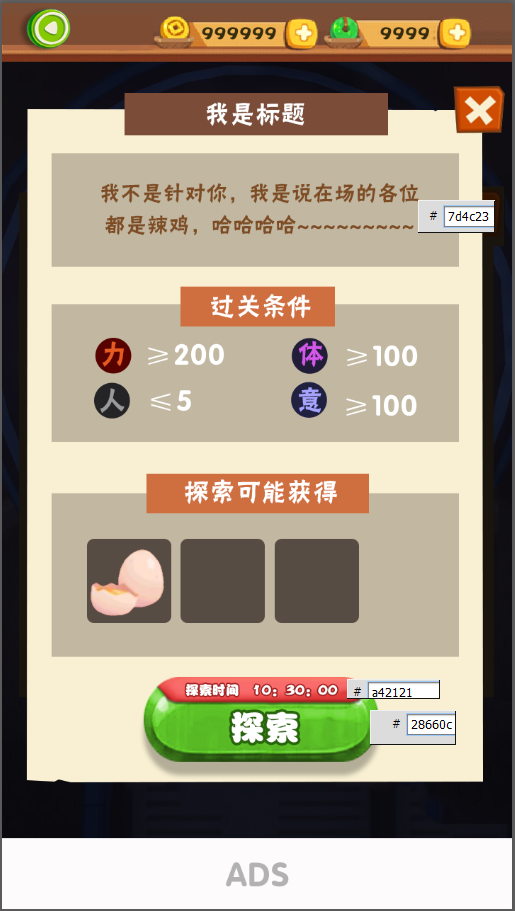 999999
9999
我是标题
我不是针对你，我是说在场的各位
都是辣鸡，哈哈哈哈~~~~~~~~~
# 7d4c23
过关条件
力 ≥200
体 ≥100
人 ≤5
意 ≥100
探索可能获得
探索时间 10：30：00
# a42121
探索
# 28660c
ADS